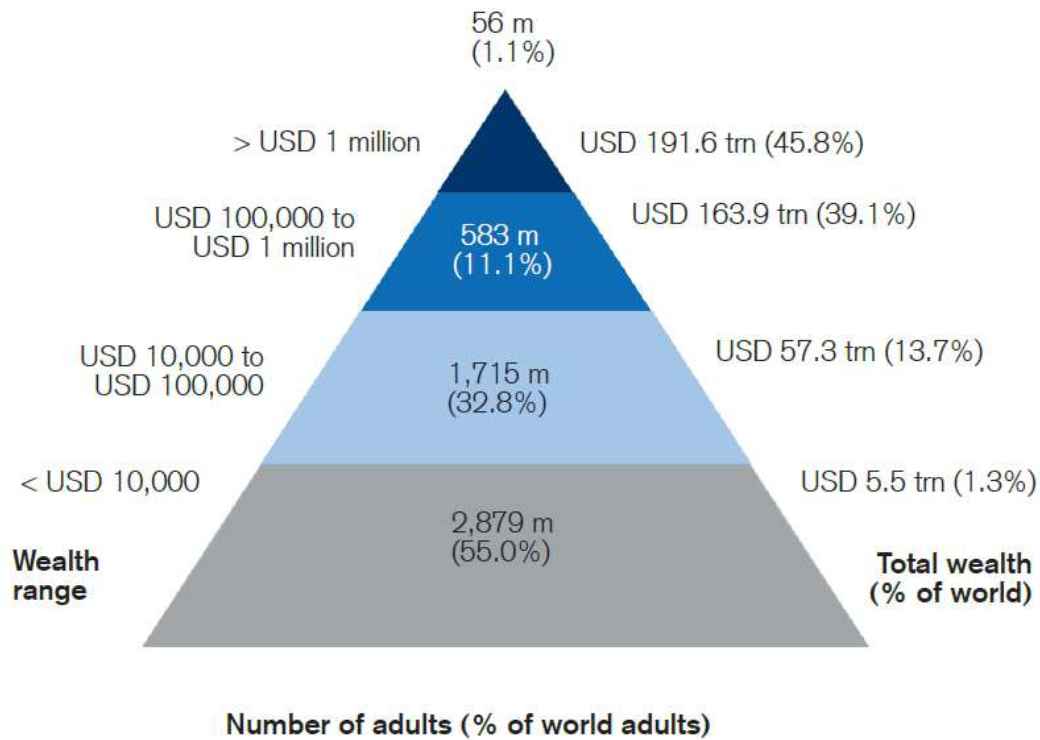 56 m
(1.1%)
> USD 1 million
USD 191.6 trn (45.8%)
USD 100,000 to
USD 1 million
583 m
(11.1%)
USD 163.9 trn (39.1%)
USD 10,000 to
USD 100,000
1,715 m
(32.8%)
USD 57.3 trn (13.7%)
< USD 10,000
2,879 m
(55.0%)
USD 5.5 trn (1.3%)
Wealth
range
Total wealth
(% of world)
Number of adults (% of world adults)